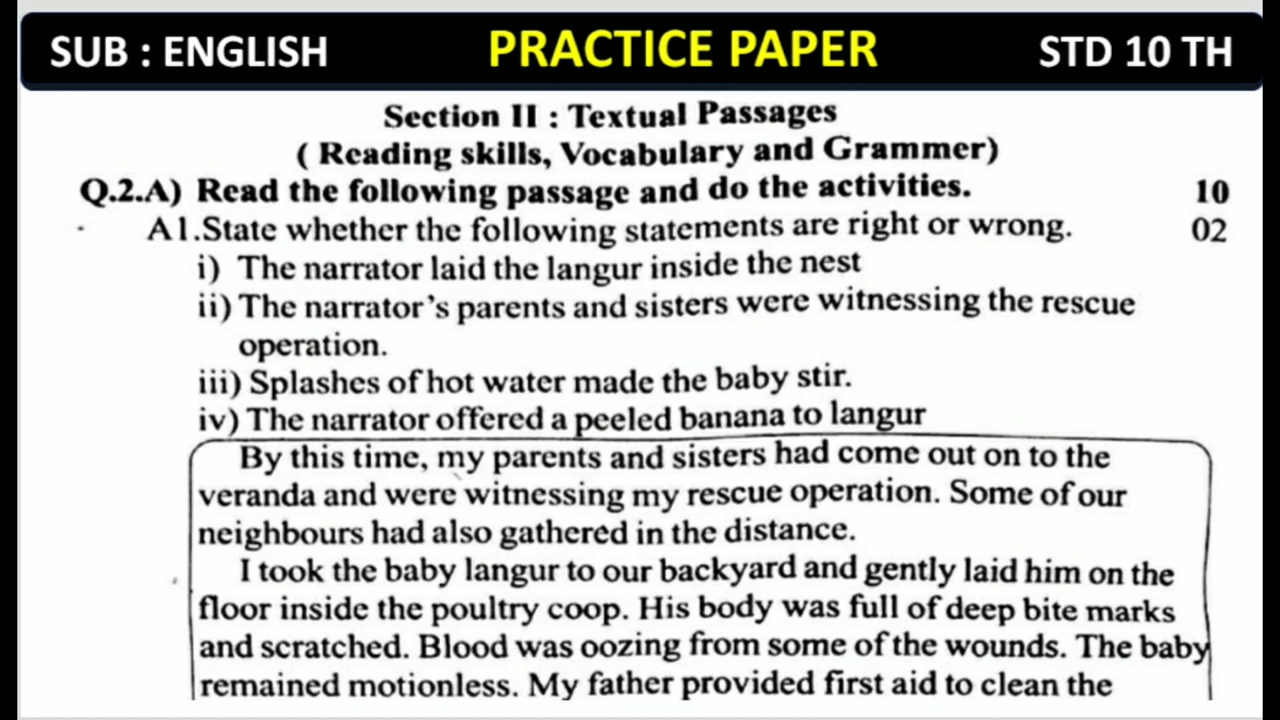 SUB : ENGLISH PRACTICE PAPER STD 10 TH
Section II : Textual Passages
( Reading skills, Vocabulary and Grammer)
Q.2.A) Read the following passage and do the activities. 10
A1.State whether the following statements are right or wrong. 02
i) The narrator laid the langur inside the nest
ii) The narrator's parents and sisters were witnessing the rescue
operation.
iii) Splashes of hot water made the baby stir.
iv) The narrator offered a peeled banana to langur
By this time, my parents and sisters had come out on to the
veranda and were witnessing my rescue operation. Some of our
neighbours had also gathered in the distance.
I took the baby langur to our backyard and gently laid him on the
floor inside the poultry coop. His body was full of deep bite marks
and scratched. Blood was oozing from some of the wounds. The baby
remained motionless. My father provided first aid to clean the